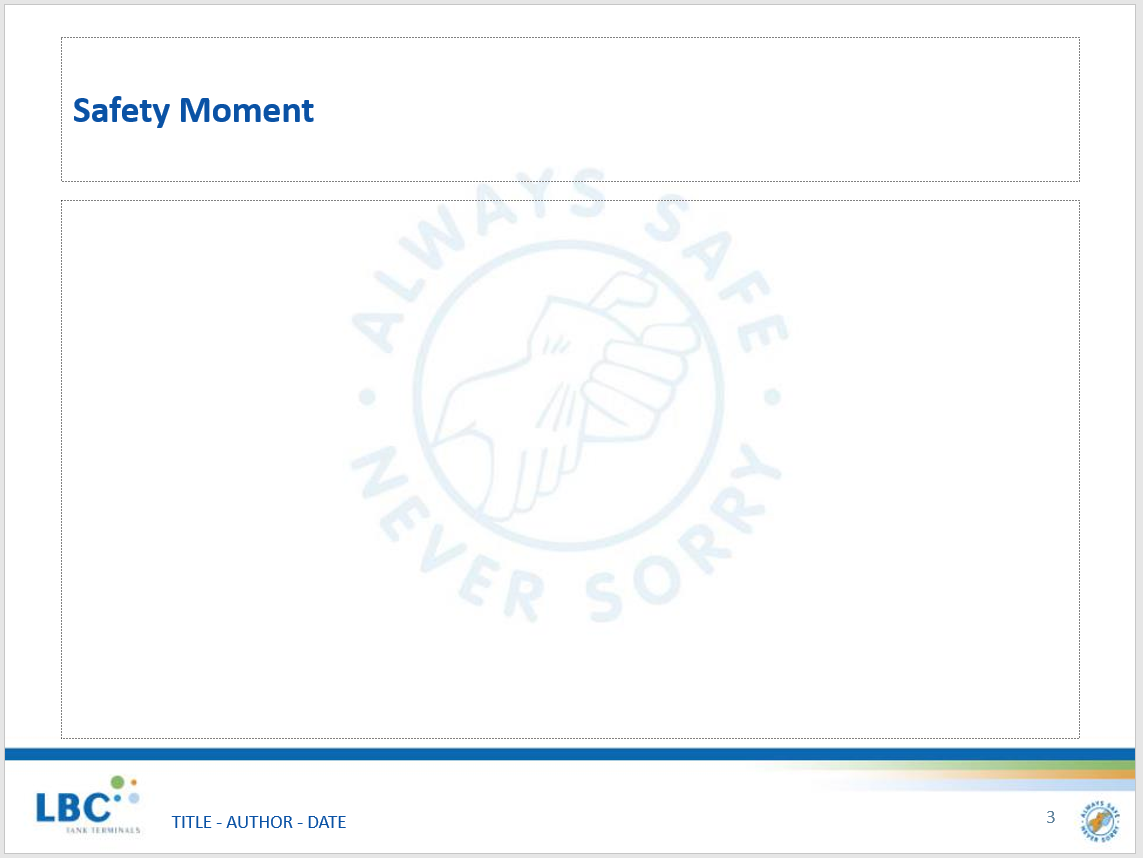 Safety Moment
ALWAYS SAFE
NEVER SORRY
LBC
TANK TERMINALS
TITLE - AUTHOR - DATE
3
ALWAYS SAFE
NEVER SORRY